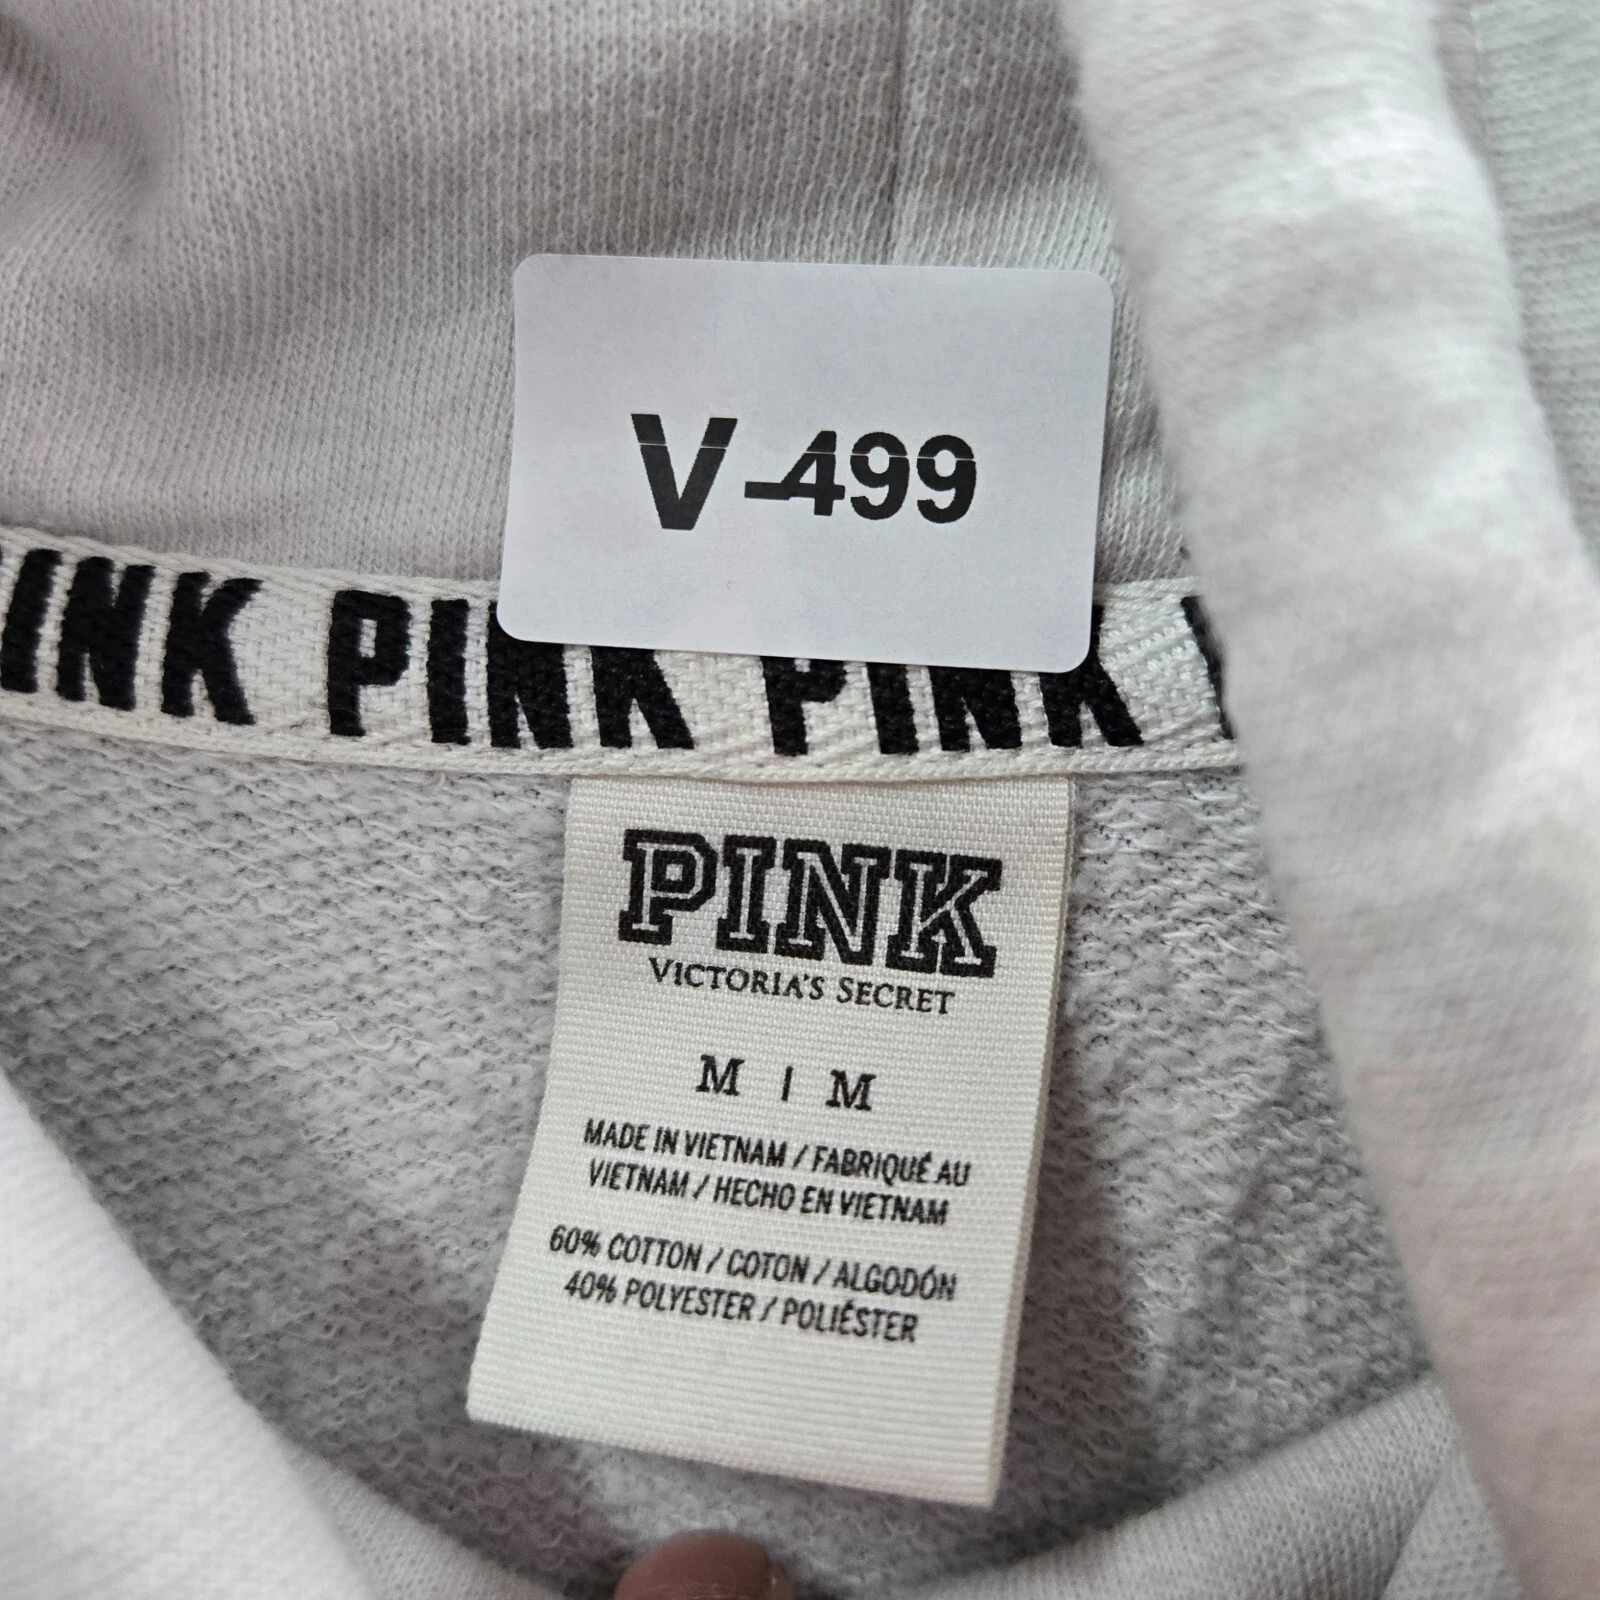 V-499
PINK PINK PINK
PINK
VICTORIA'S SECRET
M | M
MADE IN VIETNAM / FABRIQUÉ AU
VIETNAM / HECHO EN VIETNAM
60% COTTON / COTON / ALGODÓN
40% POLYESTER / POLIÉSTER